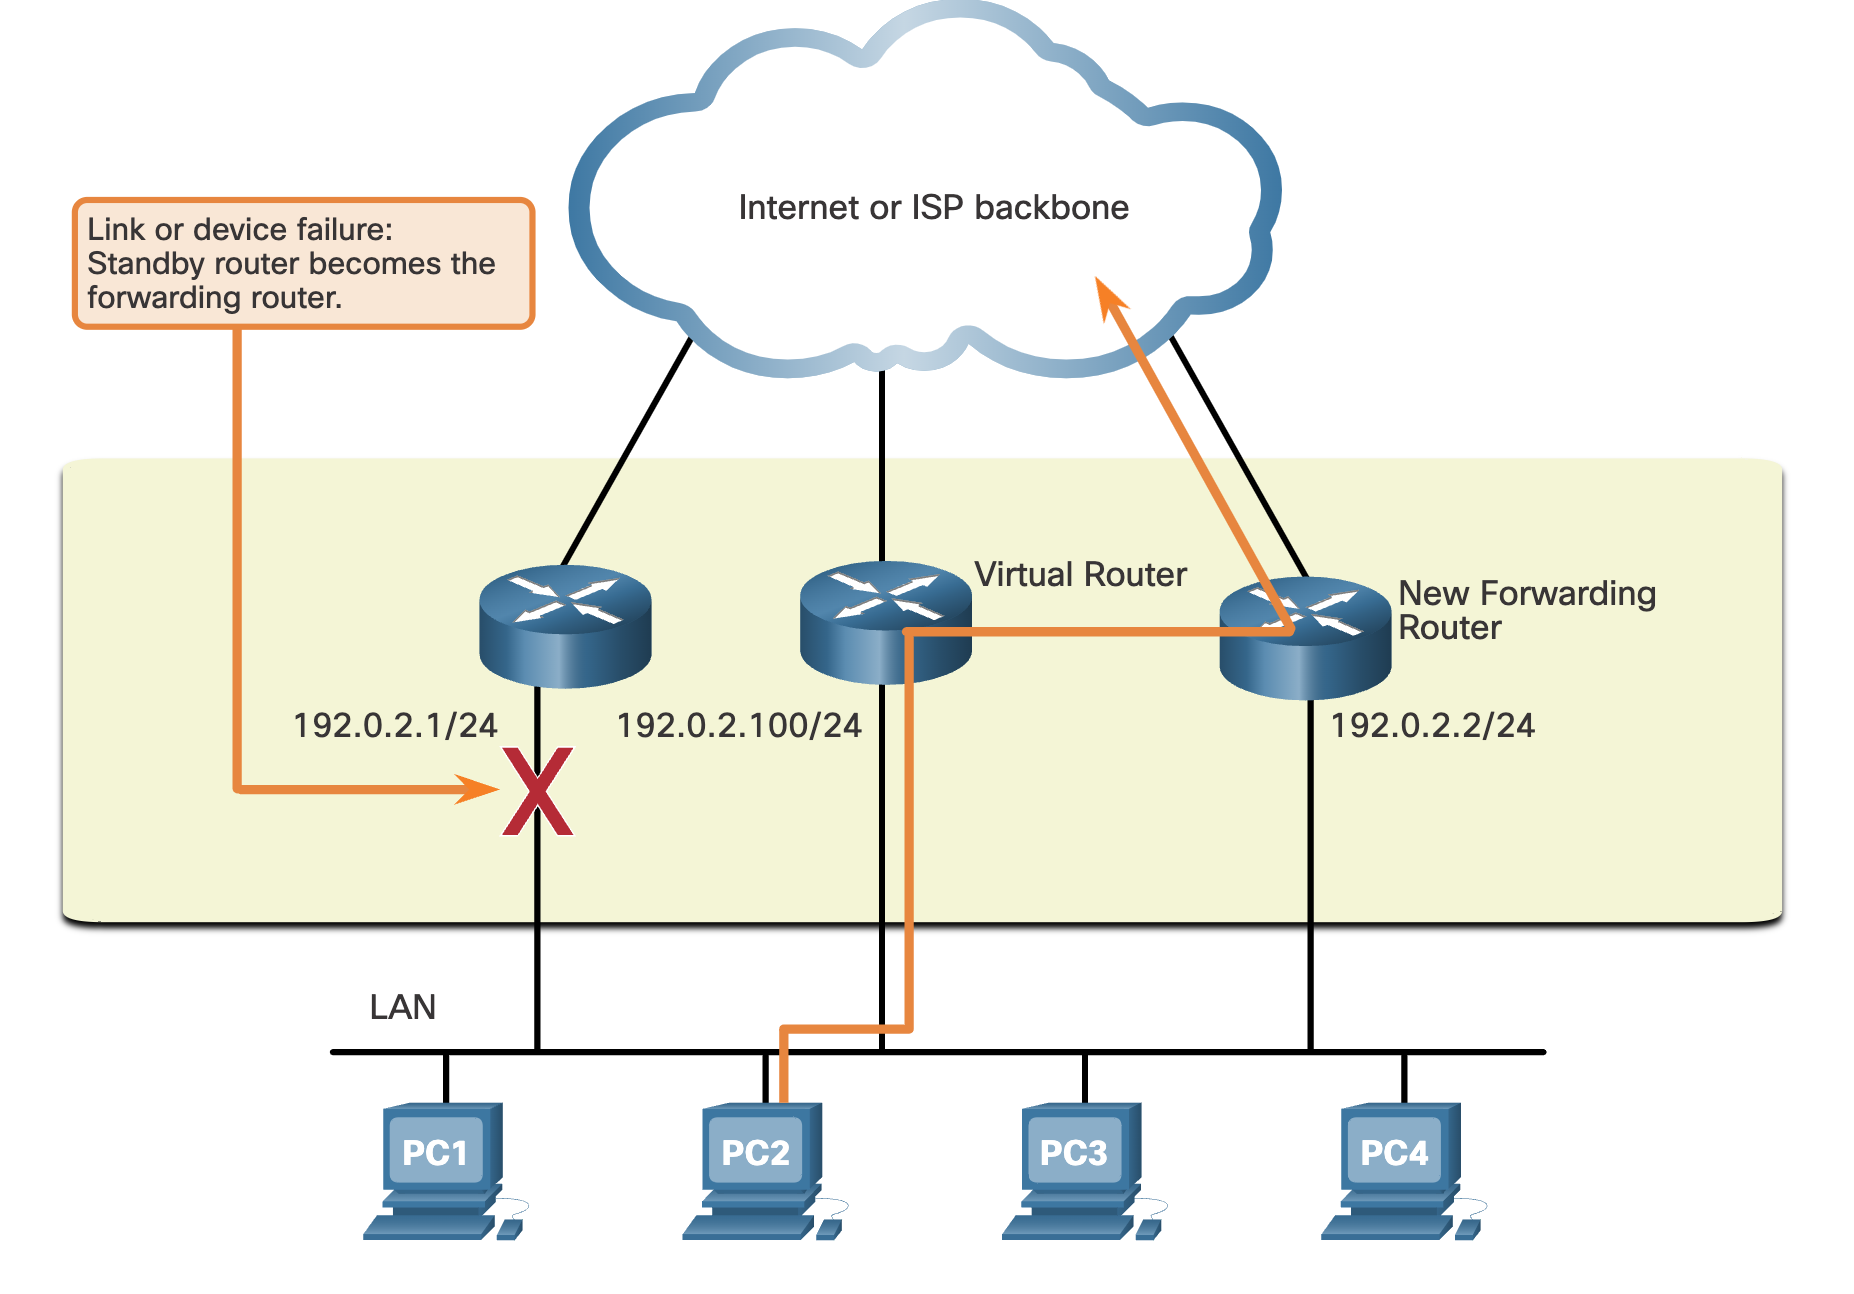 Internet or ISP backbone
Link or device failure:
Standby router becomes the
forwarding router.
Virtual Router
New Forwarding
Router
192.0.2.1/24
192.0.2.100/24
192.0.2.2/24
X
LAN
PC1
PC2
PC3
PC4